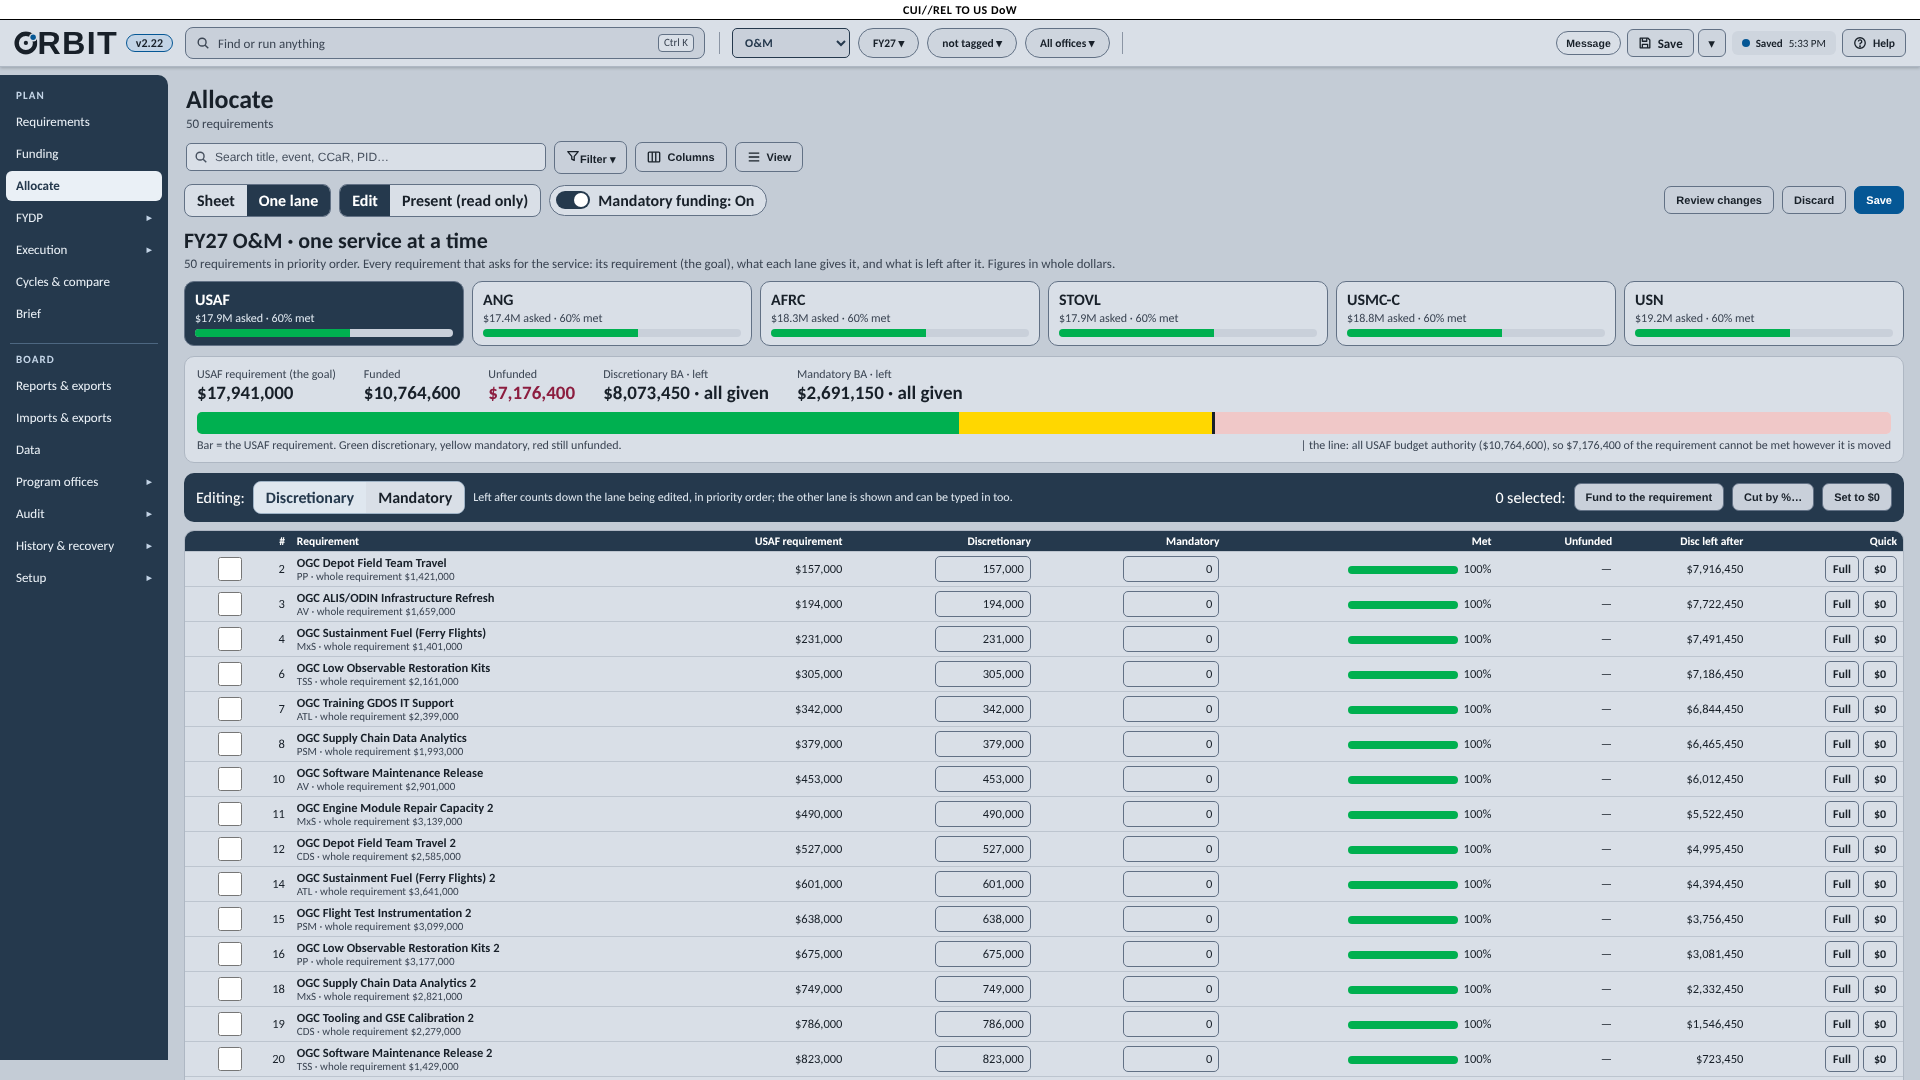 CUI//REL TO US DoW
ORBIT v2.22 Find or run anything Ctrl K O&M FY27 ▾ not tagged ▾ All offices ▾ Message Save ▾ Saved 5:33 PM Help
PLAN
Requirements
Funding
Allocate
FYDP ▸
Execution ▸
Cycles & compare
Brief
BOARD
Reports & exports
Imports & exports
Data
Program offices ▸
Audit ▸
History & recovery ▸
Setup ▸
Allocate
50 requirements
Search title, event, CCaR, PID… Filter ▾ Columns View
Sheet One lane Edit Present (read only) Mandatory funding: On Review changes Discard Save
FY27 O&M · one service at a time
50 requirements in priority order. Every requirement that asks for the service: its requirement (the goal), what each lane gives it, and what is left after it. Figures in whole dollars.
USAF ANG AFRC STOVL USMC-C USN
$17.9M asked · 60% met $17.4M asked · 60% met $18.3M asked · 60% met $17.9M asked · 60% met $18.8M asked · 60% met $19.2M asked · 60% met
USAF requirement (the goal) Funded Unfunded Discretionary BA · left Mandatory BA · left
$17,941,000 $10,764,600 $7,176,400 $8,073,450 · all given $2,691,150 · all given
Bar = the USAF requirement. Green discretionary, yellow mandatory, red still unfunded. | the line: all USAF budget authority ($10,764,600), so $7,176,400 of the requirement cannot be met however it is moved
Editing: Discretionary Mandatory Left after counts down the lane being edited, in priority order; the other lane is shown and can be typed in too. 0 selected: Fund to the requirement Cut by %… Set to $0
# Requirement USAF requirement Discretionary Mandatory Met Unfunded Disc left after Quick
2 OGC Depot Field Team Travel $157,000 157,000 0 100% — $7,916,450 Full $0
PP · whole requirement $1,421,000
3 OGC ALIS/ODIN Infrastructure Refresh $194,000 194,000 0 100% — $7,722,450 Full $0
AV · whole requirement $1,659,000
4 OGC Sustainment Fuel (Ferry Flights) $231,000 231,000 0 100% — $7,491,450 Full $0
MxS · whole requirement $1,401,000
6 OGC Low Observable Restoration Kits $305,000 305,000 0 100% — $7,186,450 Full $0
TSS · whole requirement $2,161,000
7 OGC Training GDOS IT Support $342,000 342,000 0 100% — $6,844,450 Full $0
ATL · whole requirement $2,399,000
8 OGC Supply Chain Data Analytics $379,000 379,000 0 100% — $6,465,450 Full $0
PSM · whole requirement $1,993,000
10 OGC Software Maintenance Release $453,000 453,000 0 100% — $6,012,450 Full $0
AV · whole requirement $2,901,000
11 OGC Engine Module Repair Capacity 2 $490,000 490,000 0 100% — $5,522,450 Full $0
MxS · whole requirement $3,139,000
12 OGC Depot Field Team Travel 2 $527,000 527,000 0 100% — $4,995,450 Full $0
CDS · whole requirement $2,585,000
14 OGC Sustainment Fuel (Ferry Flights) 2 $601,000 601,000 0 100% — $4,394,450 Full $0
ATL · whole requirement $3,641,000
15 OGC Flight Test Instrumentation 2 $638,000 638,000 0 100% — $3,756,450 Full $0
PSM · whole requirement $3,099,000
16 OGC Low Observable Restoration Kits 2 $675,000 675,000 0 100% — $3,081,450 Full $0
PP · whole requirement $3,177,000
18 OGC Supply Chain Data Analytics 2 $749,000 749,000 0 100% — $2,332,450 Full $0
MxS · whole requirement $2,821,000
19 OGC Tooling and GSE Calibration 2 $786,000 786,000 0 100% — $1,546,450 Full $0
CDS · whole requirement $2,279,000
20 OGC Software Maintenance Release 2 $823,000 823,000 0 100% — $723,450 Full $0
TSS · whole requirement $1,429,000